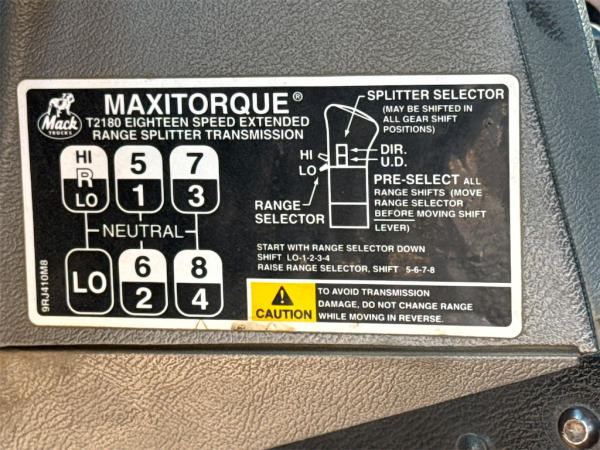 MAXITORQUE®
T2180 EIGHTEEN SPEED EXTENDED
RANGE SPLITTER TRANSMISSION
Mack
TRUCKS
HI
R
LO
5
1
7
3
NEUTRAL
LO
6
2
8
4
9RJ410M8
SPLITTER SELECTOR
(MAY BE SHIFTED IN
ALL GEAR SHIFT
POSITIONS)
HI
LO
DIR.
U.D.
RANGE
SELECTOR
PRE-SELECT ALL
RANGE SHIFTS (MOVE
RANGE SELECTOR
BEFORE MOVING SHIFT
LEVER)
START WITH RANGE SELECTOR DOWN
SHIFT LO-1-2-3-4
RAISE RANGE SELECTOR, SHIFT 5-6-7-8
CAUTION
TO AVOID TRANSMISSION
DAMAGE, DO NOT CHANGE RANGE
WHILE MOVING IN REVERSE.